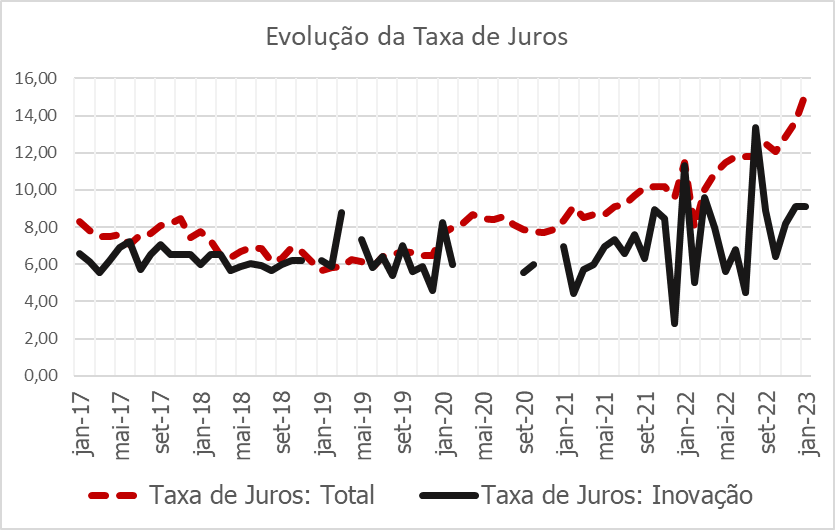 Evolução da Taxa de Juros
16,00
14,00
12,00
10,00
8,00
6,00
4,00
2,00
0,00
jan-17
mai-17
set-17
jan-18
mai-18
set-18
jan-19
mai-19
set-19
jan-20
mai-20
set-20
jan-21
mai-21
set-21
jan-22
mai-22
set-22
jan-23
Taxa de Juros: Total
Taxa de Juros: Inovação